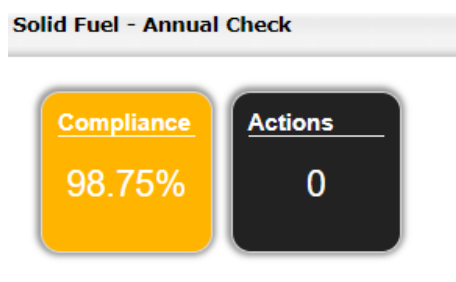 Solid Fuel - Annual Check
Compliance
98.75%
Actions
0